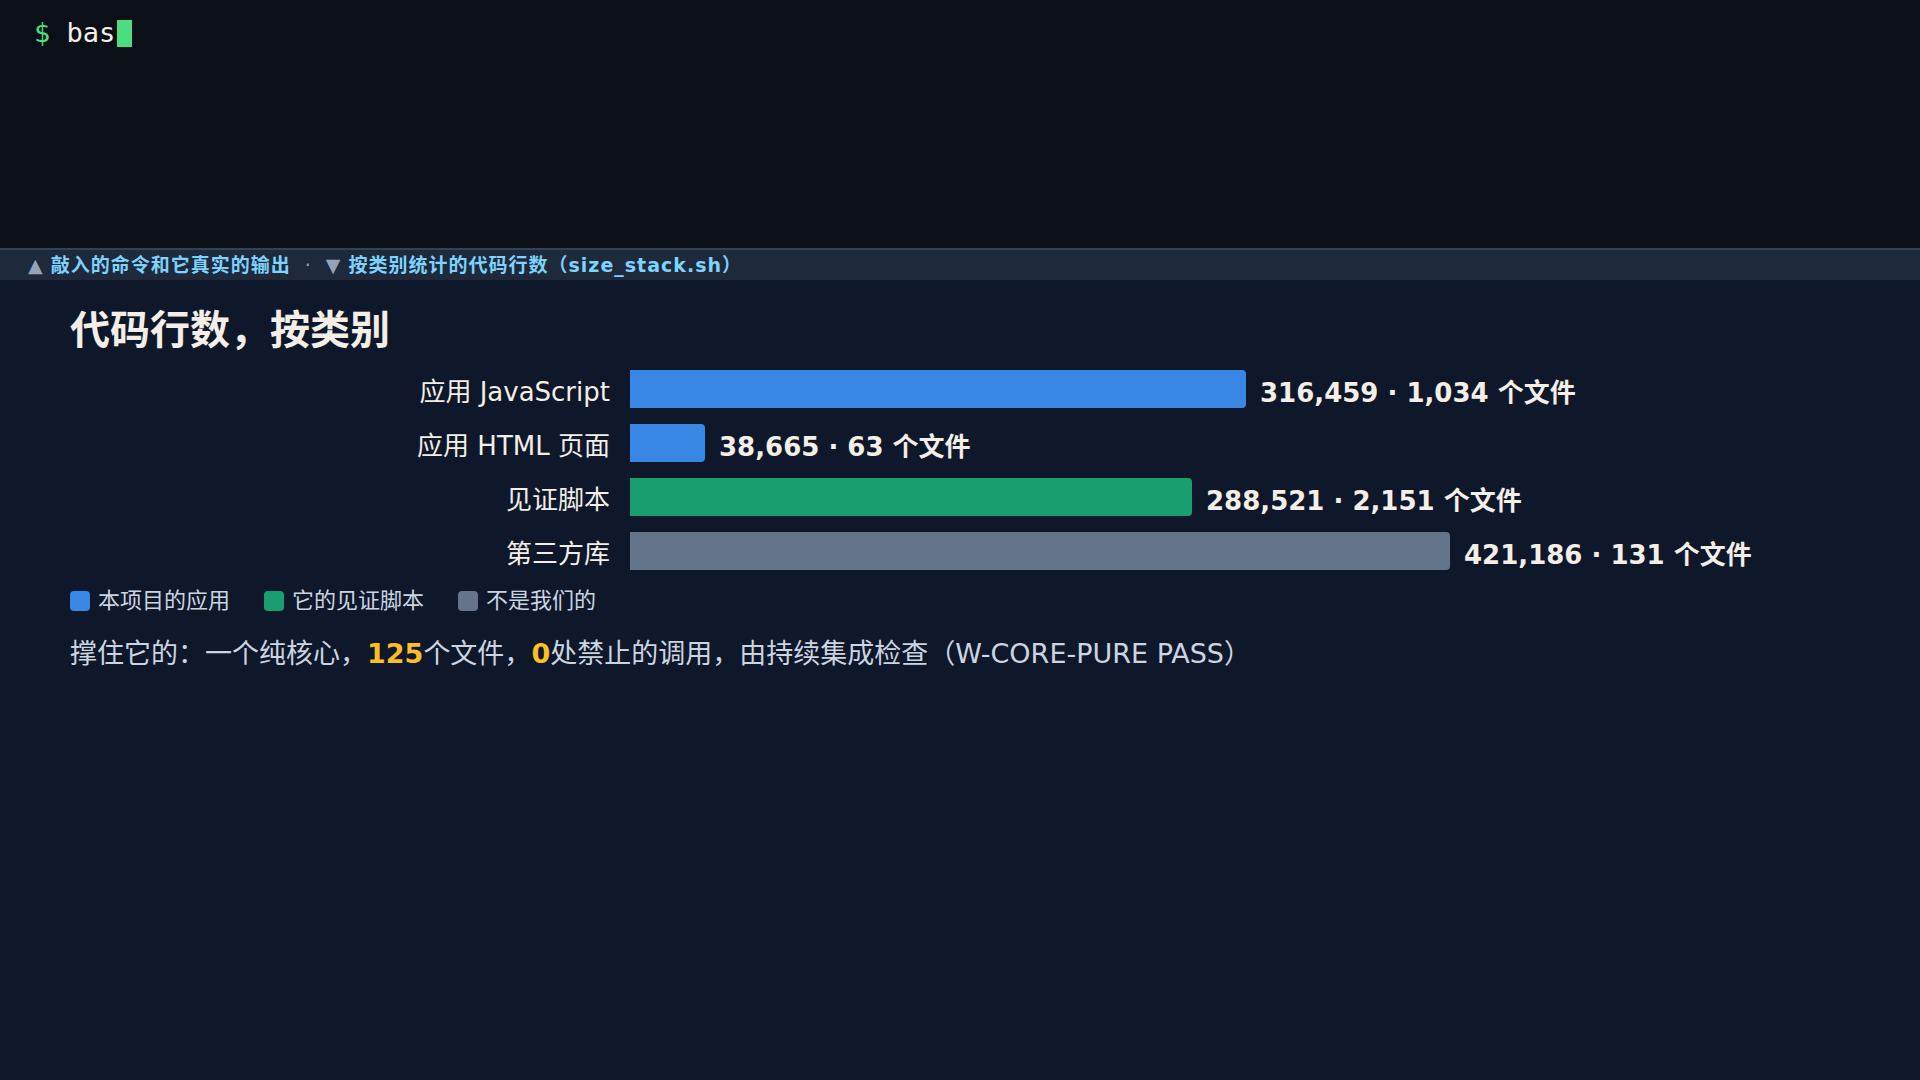 $ bas
▲ 敲入的命令和它真实的输出 · ▼ 按类别统计的代码行数（size_stack.sh）
代码行数，按类别
应用 JavaScript 316,459 · 1,034 个文件
应用 HTML 页面 38,665 · 63 个文件
见证脚本 288,521 · 2,151 个文件
第三方库 421,186 · 131 个文件
本项目的应用 它的见证脚本 不是我们的
撑住它的：一个纯核心，125个文件，0处禁止的调用，由持续集成检查（W-CORE-PURE PASS）